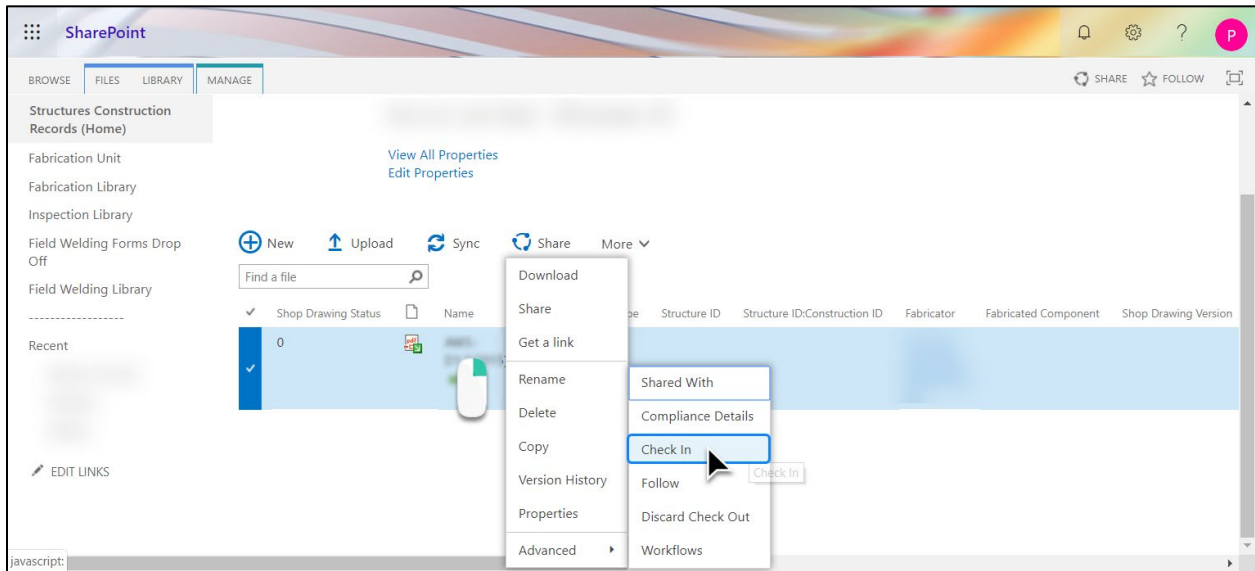 SharePoint
?
P
BROWSE FILES LIBRARY MANAGE
SHARE FOLLOW
Structures Construction
Records (Home)
Fabrication Unit
Fabrication Library
Inspection Library
Field Welding Forms Drop
Off
Field Welding Library
------------------
Recent
EDIT LINKS
View All Properties
Edit Properties
New Upload Sync Share More
Find a file
Shop Drawing Status Name Structure ID Structure ID:Construction ID Fabricator Fabricated Component Shop Drawing Version
0
Download
Share
Get a link
Rename
Delete
Copy
Version History
Properties
Advanced
Shared With
Compliance Details
Check In
Check In
Follow
Discard Check Out
Workflows
javascript: